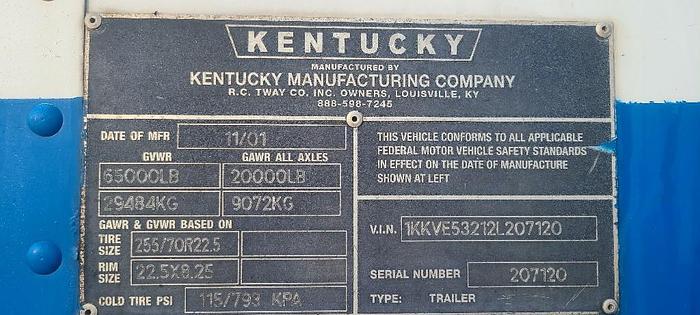 KENTUCKY
MANUFACTURED BY
KENTUCKY MANUFACTURING COMPANY
R.C. TWAY CO. INC. OWNERS, LOUISVILLE, KY
888-598-7245
DATE OF MFR 11/01
GVWR GAWR ALL AXLES
65000LB 20000LB
29484KG 9072KG
GAWR & GVWR BASED ON
TIRE SIZE 255/70R22.5
RIM SIZE 22.5X8.25
COLD TIRE PSI 115/793 KPA
THIS VEHICLE CONFORMS TO ALL APPLICABLE
FEDERAL MOTOR VEHICLE SAFETY STANDARDS
IN EFFECT ON THE DATE OF MANUFACTURE
SHOWN AT LEFT
V.I.N. 1KKVE53212L207120
SERIAL NUMBER 207120
TYPE: TRAILER